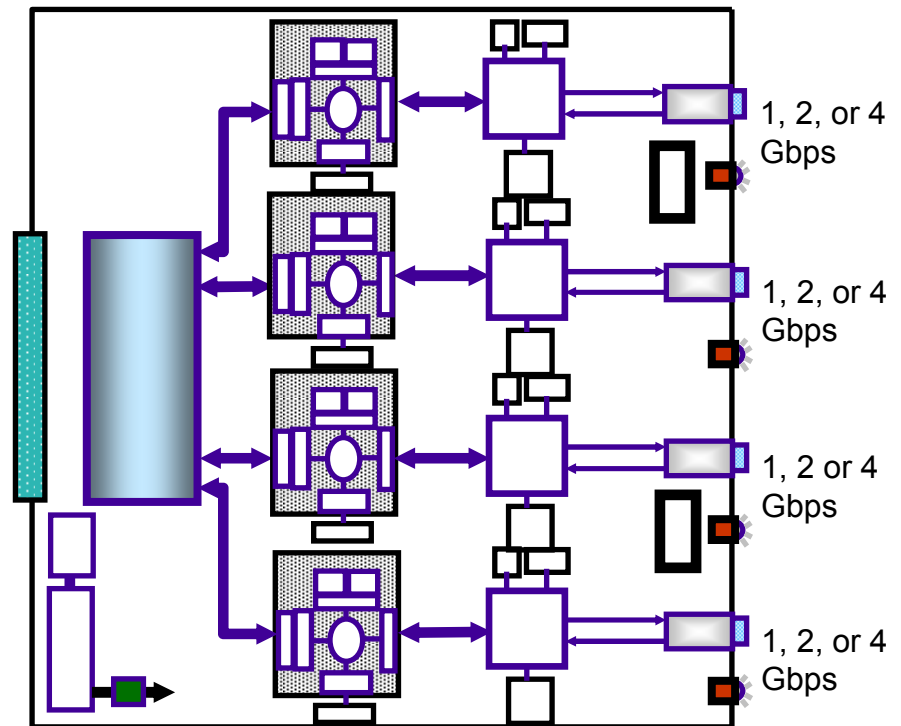 1, 2, or 4
Gbps
1, 2, or 4
Gbps
1, 2 or 4
Gbps
1, 2, or 4
Gbps